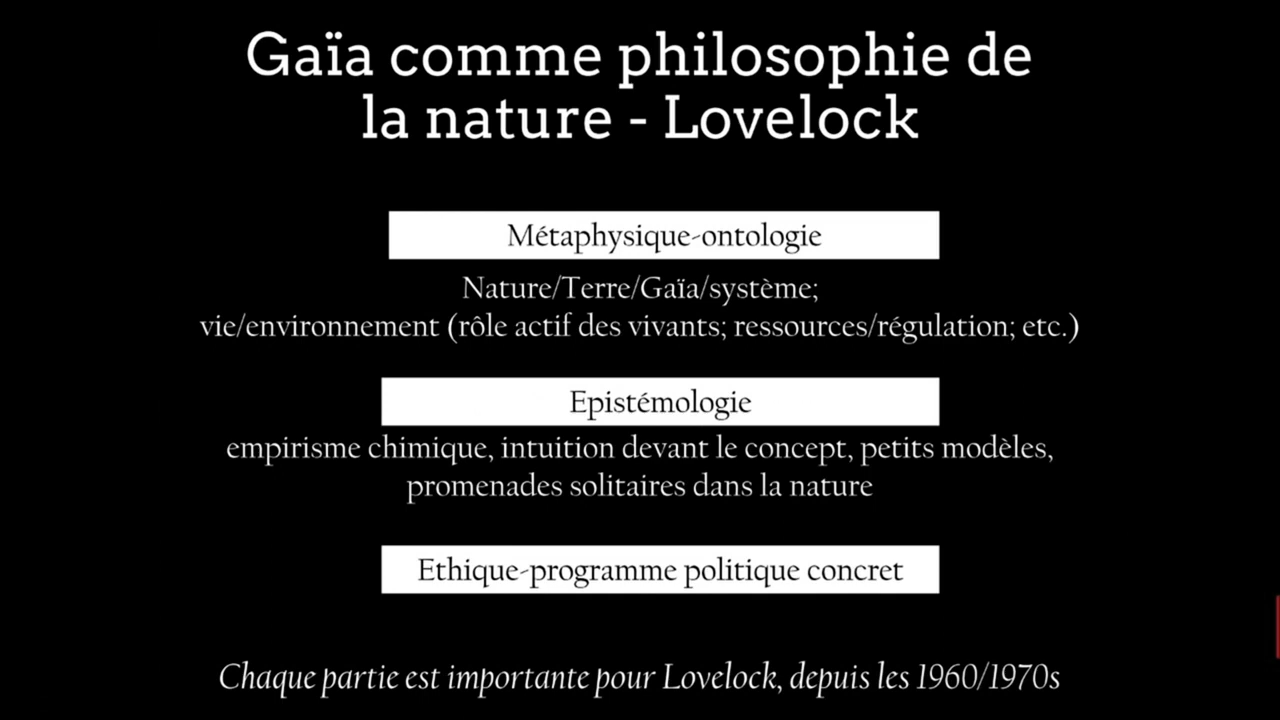 Gaïa comme philosophie de
la nature - Lovelock
Métaphysique-ontologie
Nature/Terre/Gaïa/système;
vie/environnement (rôle actif des vivants; ressources/régulation; etc.)
Epistémologie
empirisme chimique, intuition devant le concept, petits modèles,
promenades solitaires dans la nature
Ethique-programme politique concret
Chaque partie est importante pour Lovelock, depuis les 1960/1970s